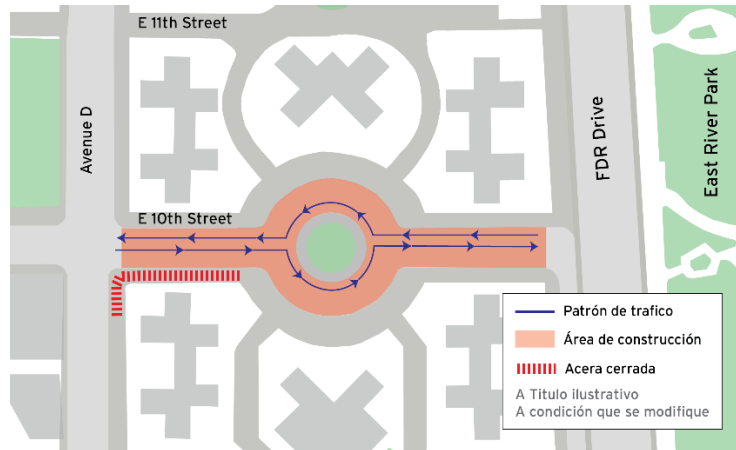 E 11th Street
Avenue D
FDR Drive
East River Park
E 10th Street
Patrón de trafico
Área de construcción
Acera cerrada
A Titulo ilustrativo
A condición que se modifique